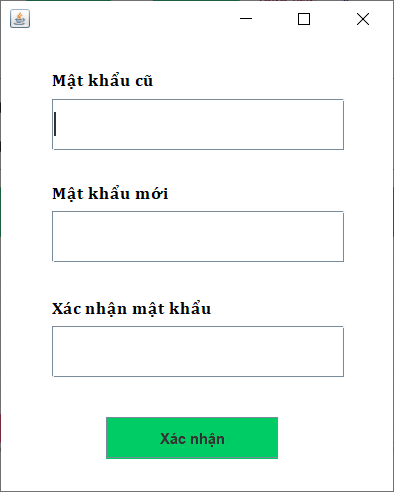 Mật khẩu cũ
Mật khẩu mới
Xác nhận mật khẩu
Xác nhận